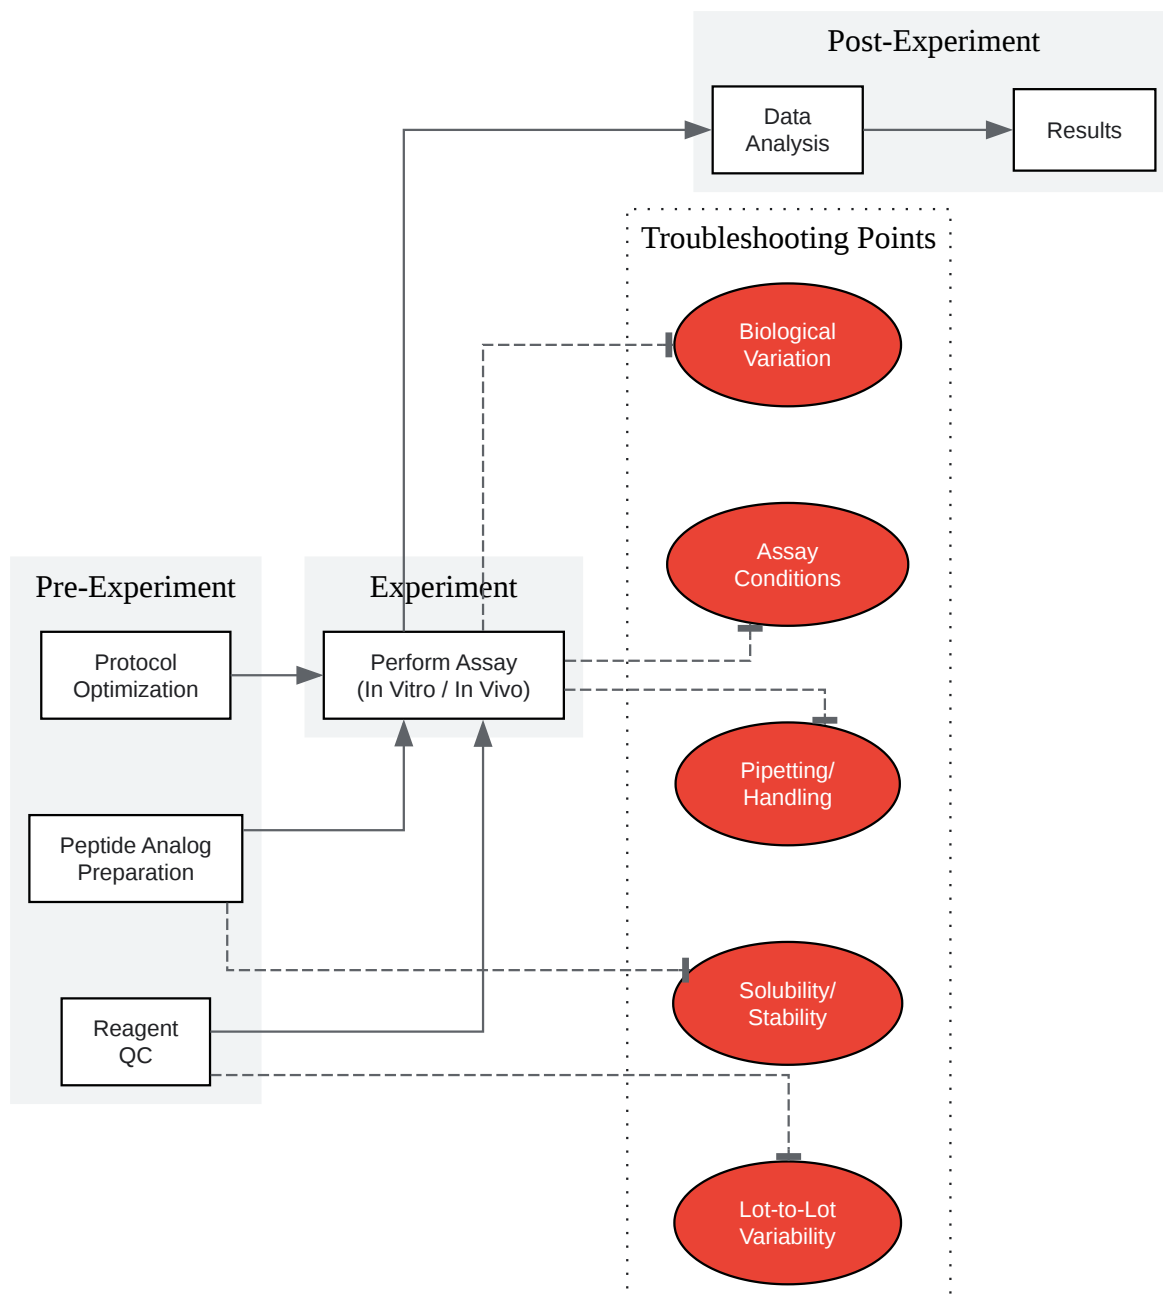 Post-Experiment
Data
Analysis
Results
Troubleshooting Points
Biological
Variation
Assay
Conditions
Pre-Experiment
Experiment
Protocol
Optimization
Perform Assay
(In Vitro / In Vivo)
Pipetting/
Handling
Peptide Analog
Preparation
Solubility/
Stability
Reagent
QC
Lot-to-Lot
Variability